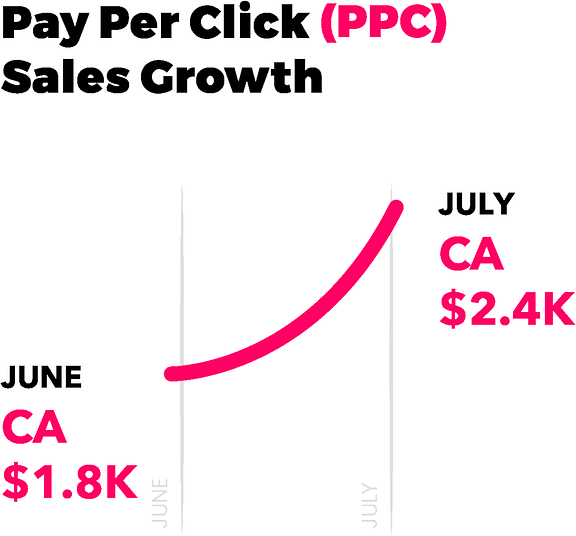 Pay Per Click (PPC)
Sales Growth
JULY
CA
$2.4K
JUNE
CA
$1.8K
JUNE
JULY